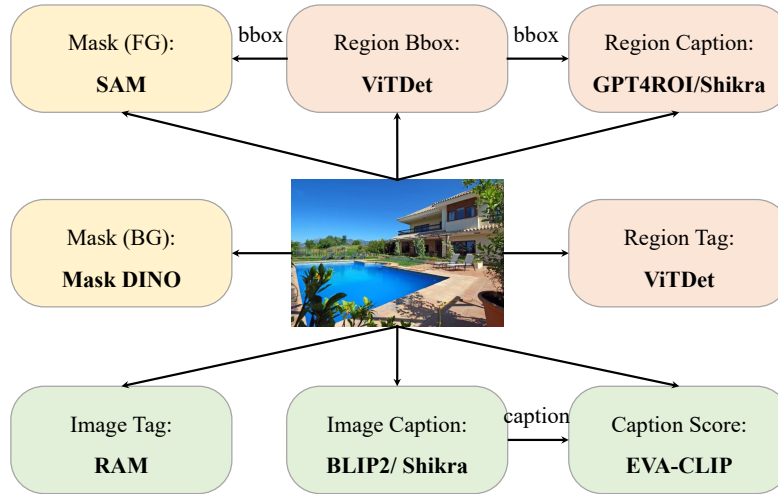 Mask (FG):
SAM
bbox
Region Bbox:
ViTDet
bbox
Region Caption:
GPT4ROI/Shikra
Mask (BG):
Mask DINO
Region Tag:
ViTDet
Image Tag:
RAM
Image Caption:
BLIP2/ Shikra
caption
Caption Score:
EVA-CLIP